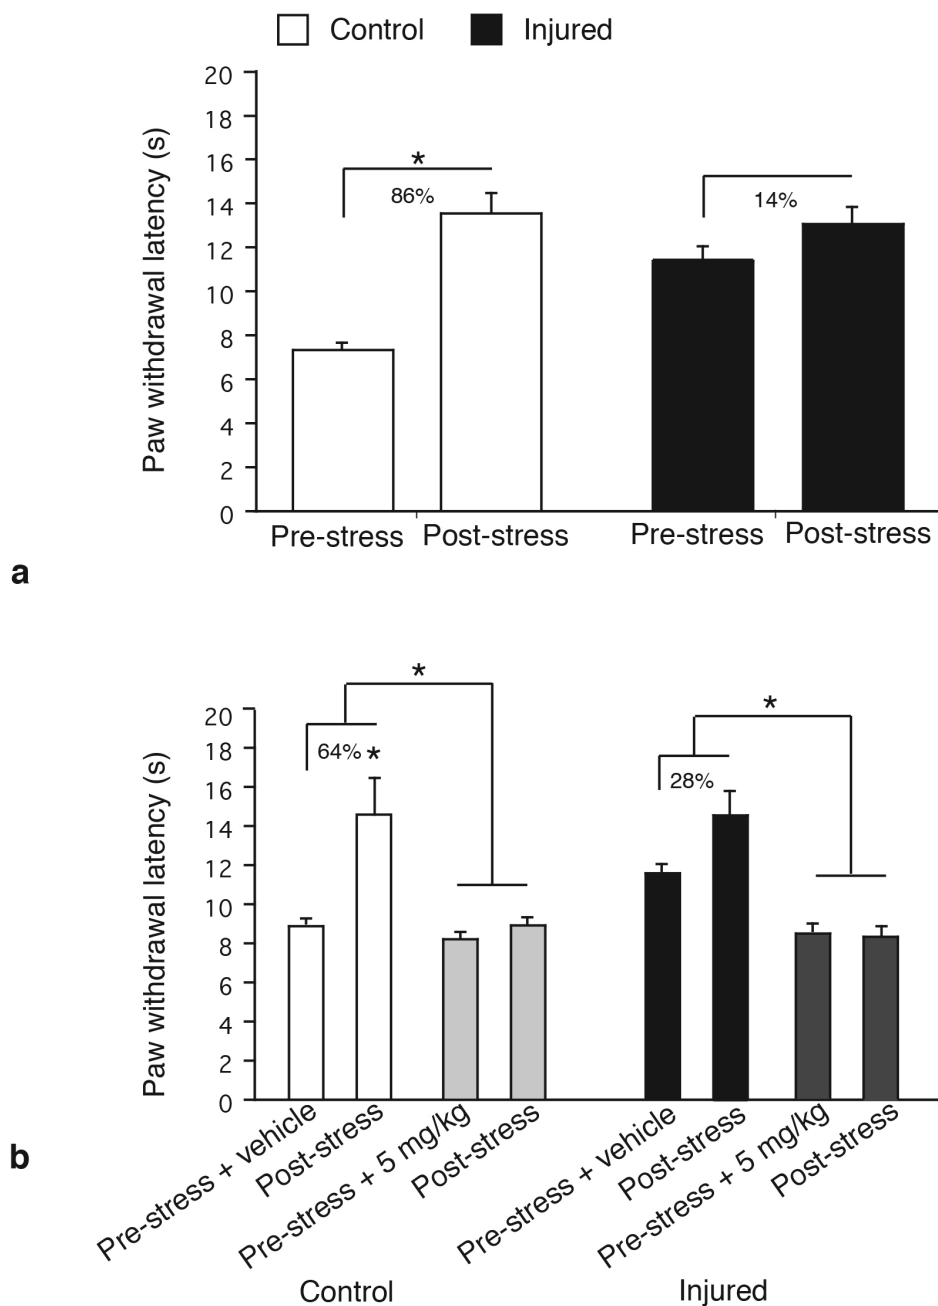 Control Injured
Paw withdrawal latency (s)
20
18
16
14
12
10
8
6
4
2
0
*
86%
14%
Pre-stress Post-stress Pre-stress Post-stress
a
Paw withdrawal latency (s)
20
18
16
14
12
10
8
6
4
2
0
*
64% *
*
28%
Pre-stress + vehicle
Post-stress
Pre-stress + 5 mg/kg
Post-stress
Pre-stress + vehicle
Post-stress
Pre-stress + 5 mg/kg
Post-stress
b
Control Injured